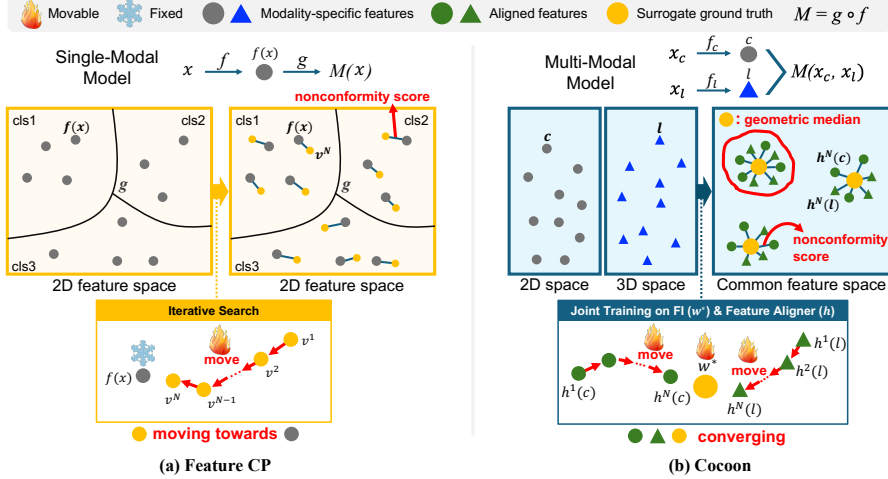 Movable
Fixed
Modality-specific features
Aligned features
Surrogate ground truth
M = g ∘ f
Single-Modal
Model
x f f(x) g M(x)
nonconformity score
cls1
f(x)
cls2
g
cls3
cls1
f(x)
cls2
v^N
g
cls3
2D feature space
2D feature space
Iterative Search
f(x)
move
v^1
v^2
v^N
v^{N-1}
moving towards
(a) Feature CP
Multi-Modal
Model
x_c f_c c
x_l f_l l
M(x_c, x_l)
c
l
: geometric median
h^N(c)
h^N(l)
nonconformity
score
2D space
3D space
Common feature space
Joint Training on FI (w*) & Feature Aligner (h)
move
h^1(c)
h^N(c)
w*
move
h^1(l)
h^2(l)
h^N(l)
converging
(b) Cocoon